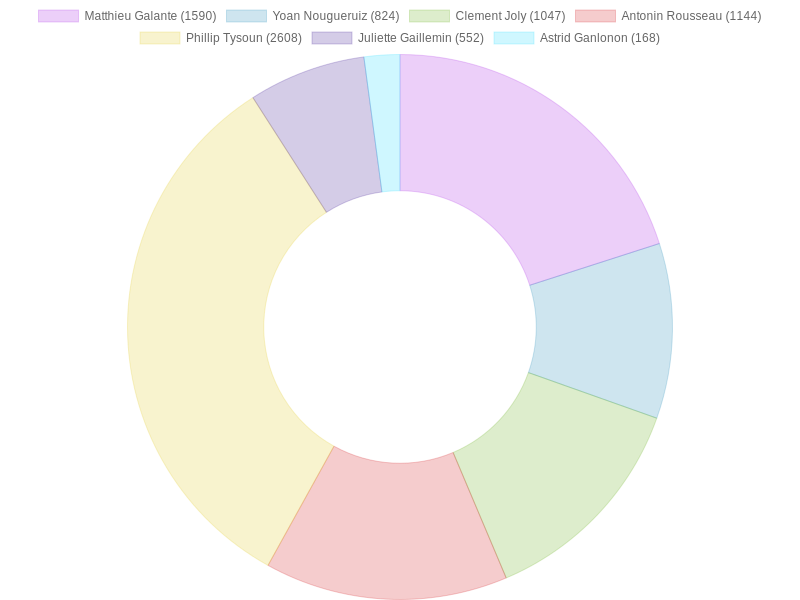 Matthieu Galante (1590) Yoan Nougueruiz (824) Clement Joly (1047) Antonin Rousseau (1144)
Phillip Tysoun (2608) Juliette Gaillemin (552) Astrid Ganlonon (168)